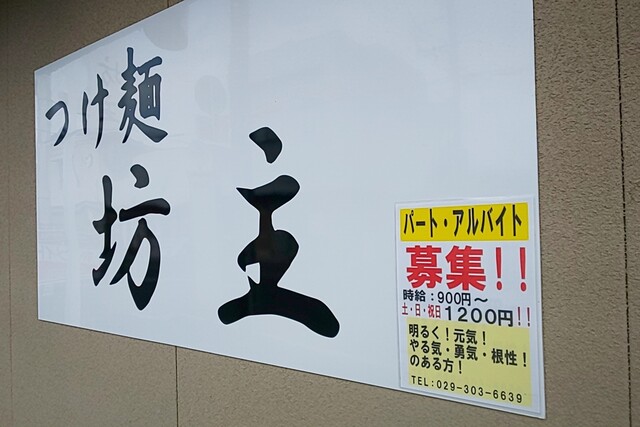 つけ麺
坊主
パート・アルバイト
募集!!
時給:900円〜
土・日・祝日1200円!!
明るく!元気!
やる気・勇気・根性!
のある方!
TEL:029-303-6639